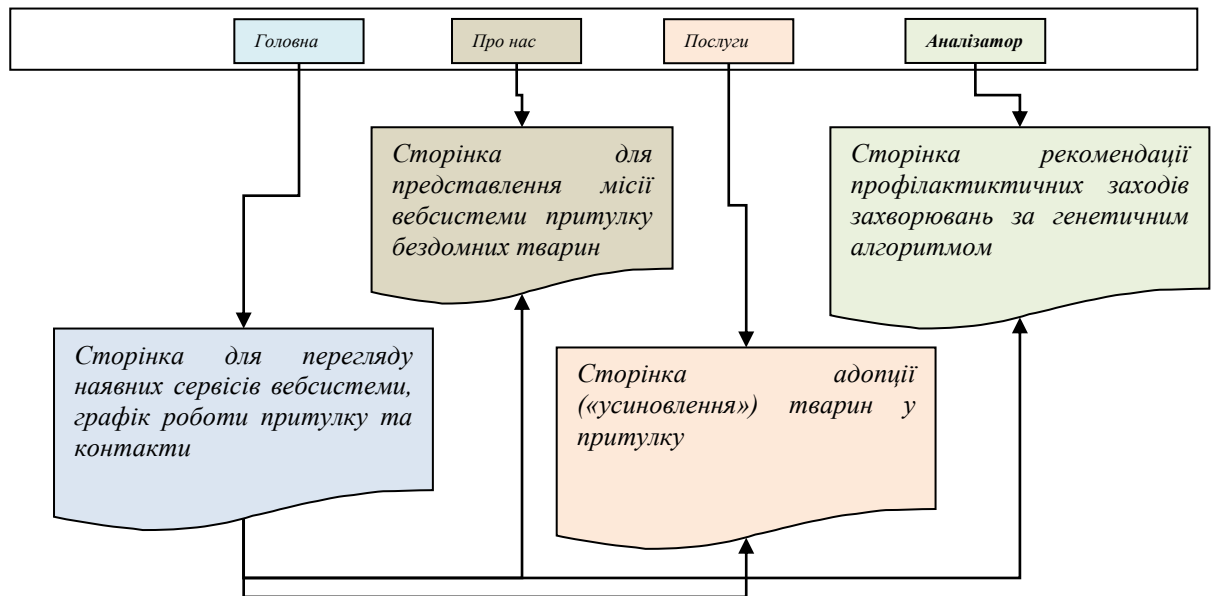 Головна
Про нас
Послуги
Аналізатор
Сторінка для
представлення місії
вебсистеми притулку
бездомних тварин
Сторінка рекомендації
профілактиктичних заходів
захворювань за генетичним
алгоритмом
Сторінка для перегляду
наявних сервісів вебсистеми,
графік роботи притулку та
контакти
Сторінка адопції
(«усиновлення») тварин у
притулку